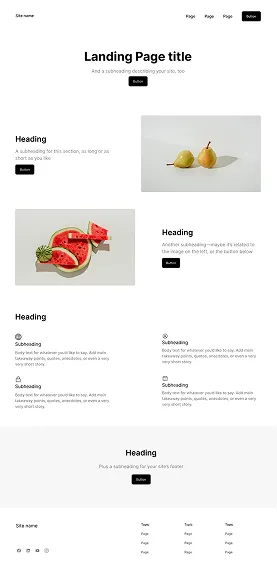 Site name
Page Page Page Button
Landing Page title
And a subheading describing your site, too
Button
Heading
A subheading for this section, as long or as
short as you like
Button
Heading
Another subheading—maybe it's related to
the image on the left, or the button below
Button
Heading
Subheading
Body text for whatever you'd like to say. Add main
takeaway points, quotes, anecdotes, or even a very
very short story.
Subheading
Body text for whatever you'd like to say. Add main
takeaway points, quotes, anecdotes, or even a very
very short story.
Subheading
Body text for whatever you'd like to say. Add main
takeaway points, quotes, anecdotes, or even a very
very short story.
Subheading
Body text for whatever you'd like to say. Add main
takeaway points, quotes, anecdotes, or even a very
very short story.
Heading
Plus a subheading for your site's footer
Button
Site name
Topic Topic Topic
Page Page Page
Page Page Page
Page Page Page